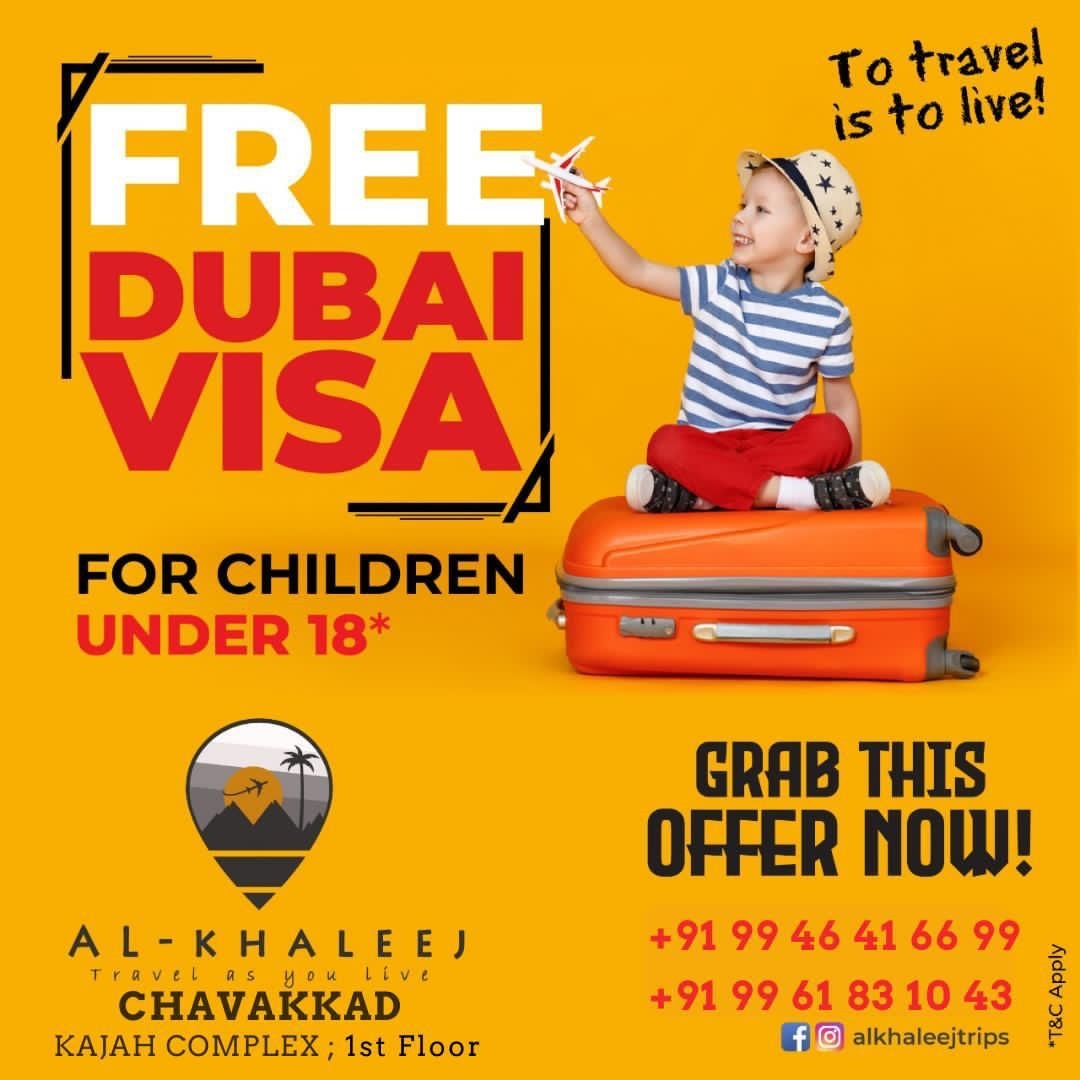 To travel
is to live!
FREE
DUBAI
VISA
FOR CHILDREN
UNDER 18*
AL-KHALEEJ
Travel as you live
CHAVAKKAD
KAJAH COMPLEX ; 1st Floor
GRAB THIS
OFFER NOW!
+91 99 46 41 66 99
+91 99 61 83 10 43
alkhaleejtrips
*T&C Apply